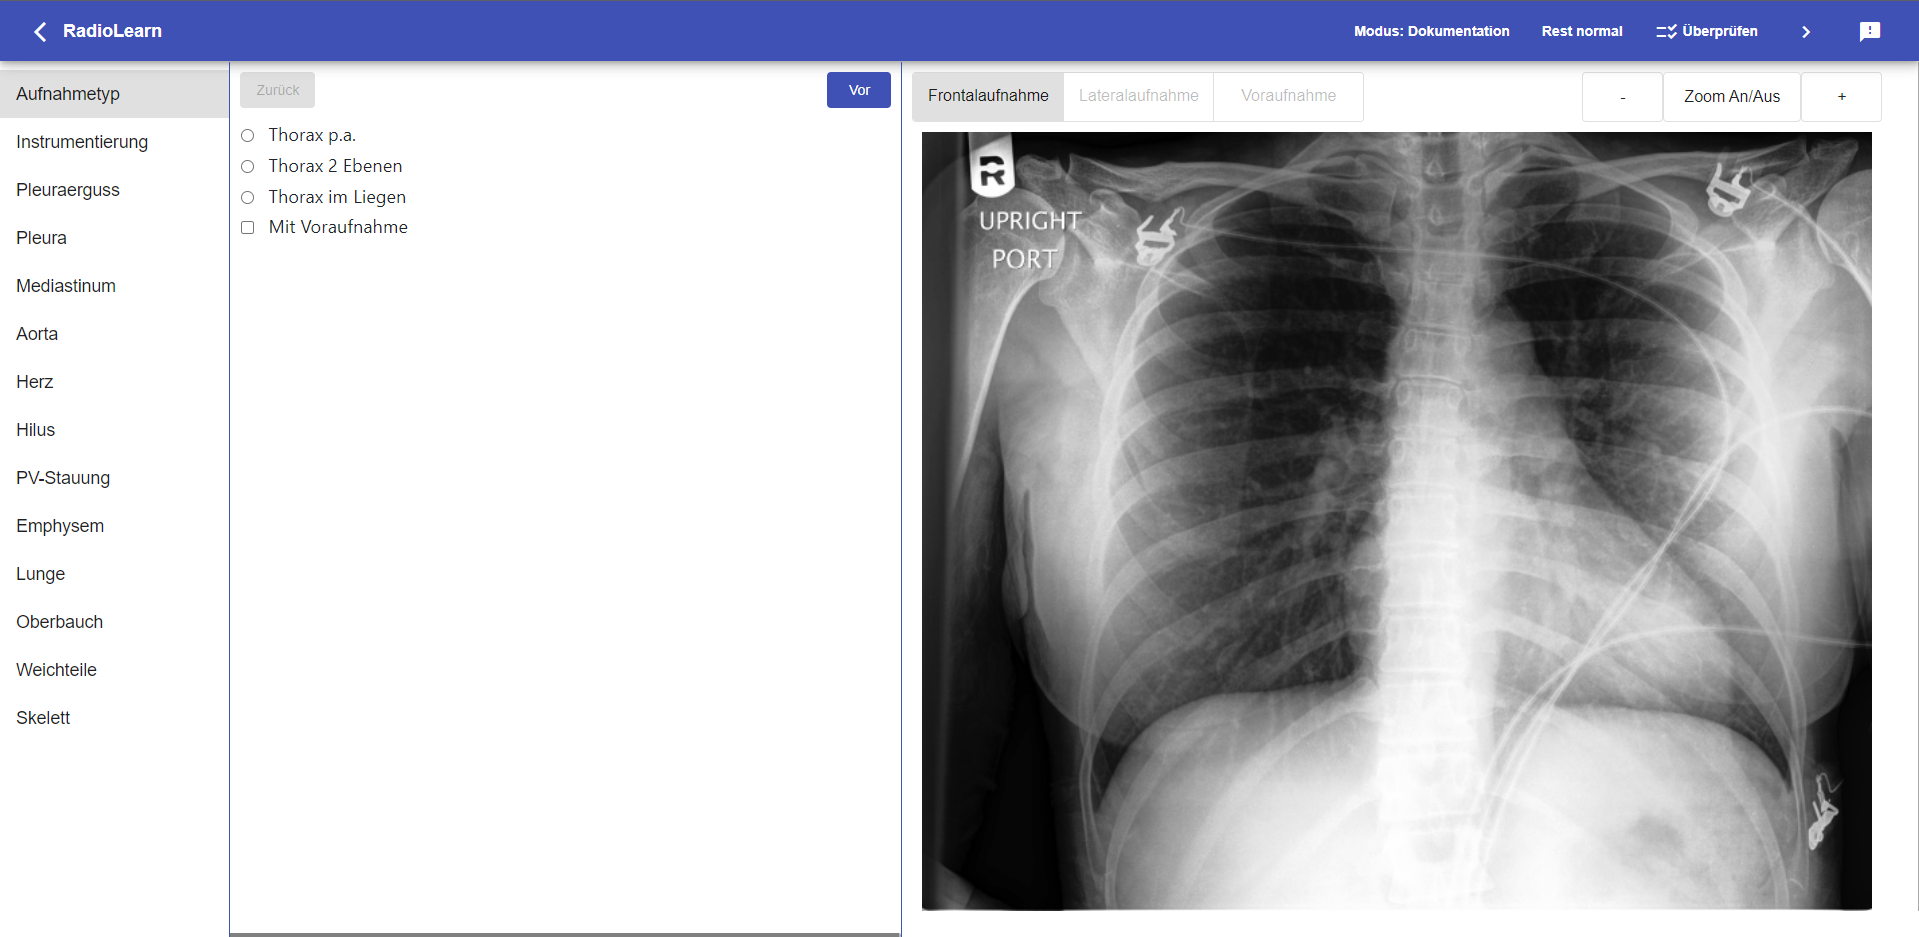 RadioLearn
Modus: Dokumentation
Rest normal
Überprüfen
Aufnahmetyp
Instrumentierung
Pleuraerguss
Pleura
Mediastinum
Aorta
Herz
Hilus
PV-Stauung
Emphysem
Lunge
Oberbauch
Weichteile
Skelett
Zurück
Vor
Thorax p.a.
Thorax 2 Ebenen
Thorax im Liegen
Mit Voraufnahme
Frontalaufnahme
Lateralaufnahme
Voraufnahme
-
Zoom An/Aus
+
R
UPRIGHT
PORT